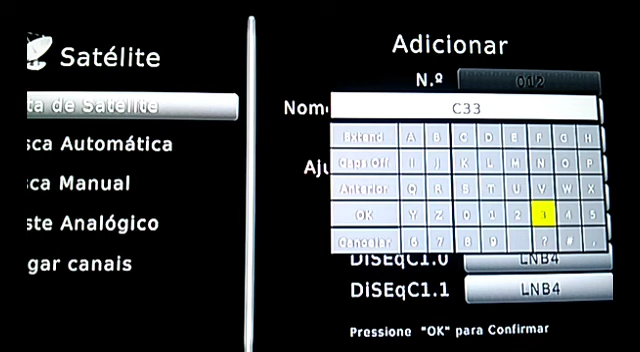 Satélite
ta de Satélite
sca Automática
sca Manual
ste Analógico
gar canais
Adicionar
N.º 012
Nom
C33
Extend A B C D E F G H
Caps Off I J K L M N O P
Anterior Q R S T U V W X
OK Y Z 0 1 2 3 4 5
Cancelar 6 7 8 9 ? # .
Aju
DiSEqC1.0 LNB4
DiSEqC1.1 LNB4
Pressione "OK" para Confirmar